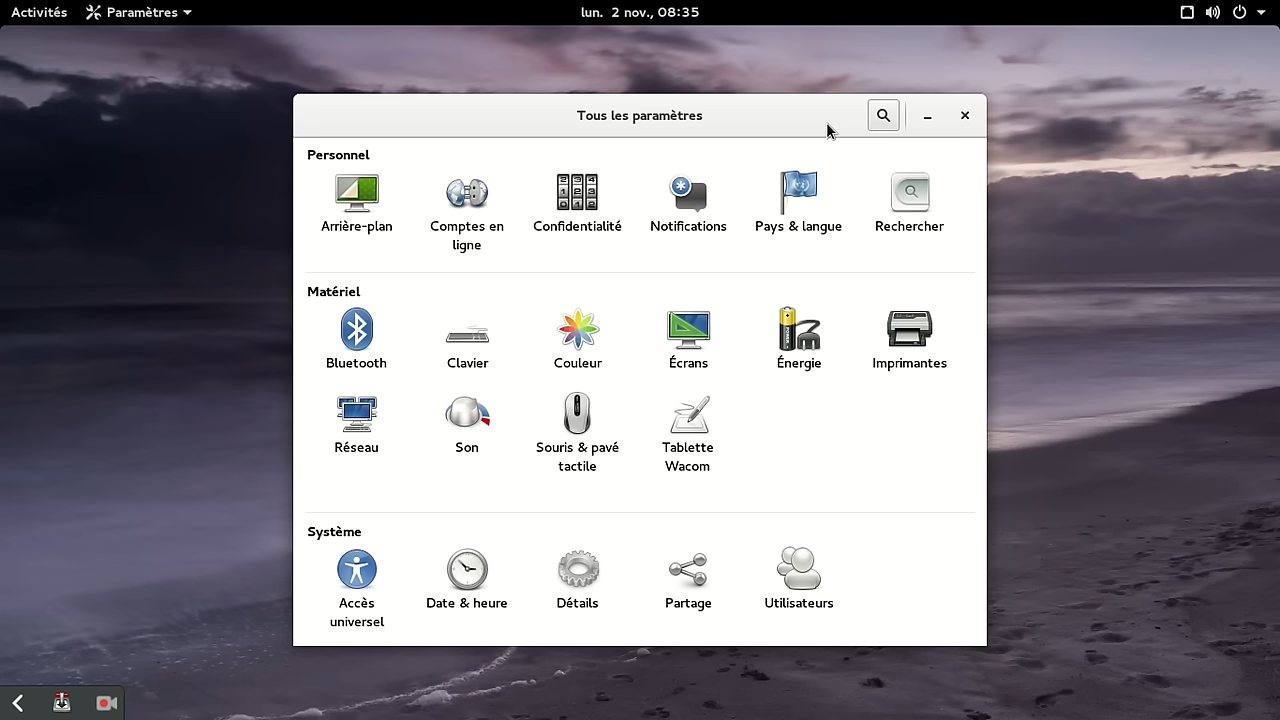 Activités Paramètres lun. 2 nov., 08:35
Tous les paramètres
Personnel
Arrière-plan Comptes en ligne Confidentialité Notifications Pays & langue Rechercher
Matériel
Bluetooth Clavier Couleur Écrans Énergie Imprimantes
Réseau Son Souris & pavé tactile Tablette Wacom
Système
Accès universel Date & heure Détails Partage Utilisateurs